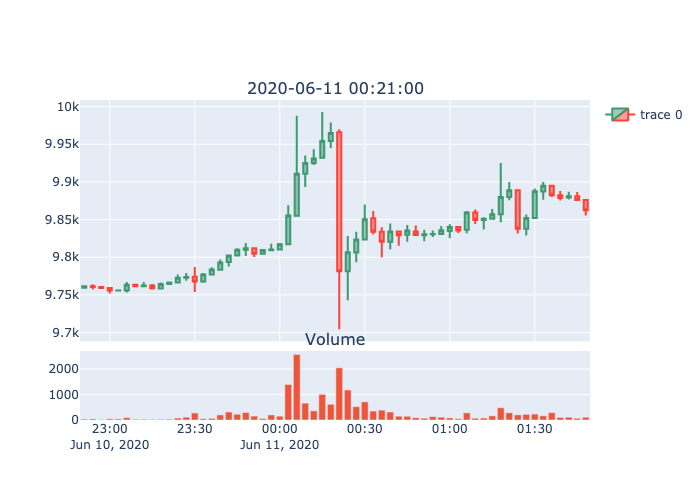 2020-06-11 00:21:00
10k
9.95k
9.9k
9.85k
9.8k
9.75k
9.7k
trace 0
Volume
2000
1000
0
23:00 23:30 00:00 00:30 01:00 01:30
Jun 10, 2020 Jun 11, 2020